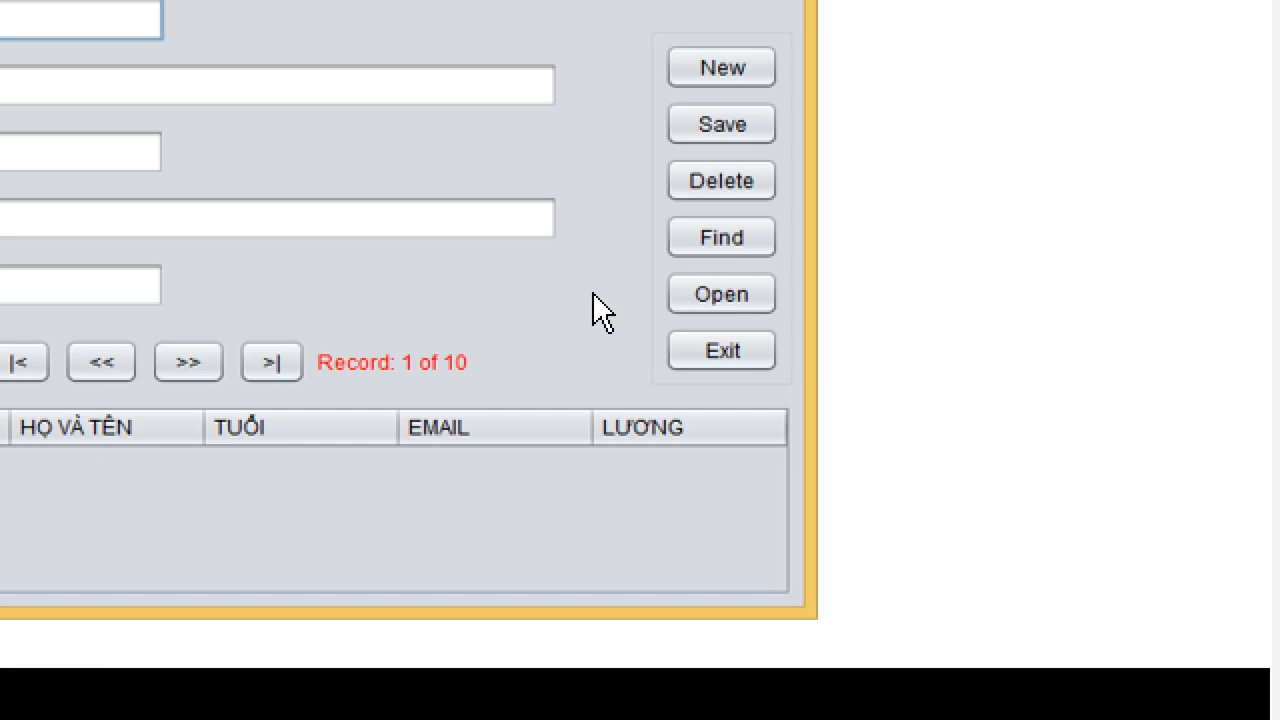 New
Save
Delete
Find
Open
Exit
|< << >> >| Record: 1 of 10
HỌ VÀ TÊN TUỔI EMAIL LƯƠNG